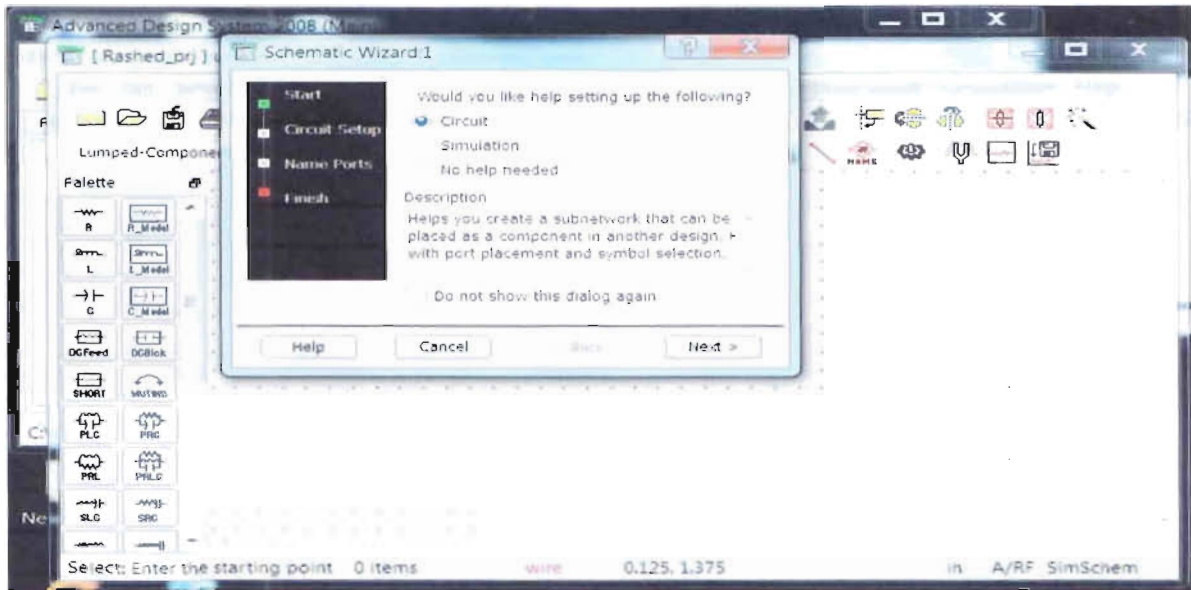 Advanced Design System 2008 (Main
[ Rashed_prj ]
Schematic Wizard:1
Start
Circuit Setup
Name Ports
Finish
Would you like help setting up the following?
Circuit
Simulation
No help needed
Description
Helps you create a subnetwork that can be
placed as a component in another design.
with port placement and symbol selection.
Do not show this dialog again
Help
Cancel
Back
Next >
Lumped-Compone
NAME
Palette
R
R_Model
L
L_Model
C
C_Model
DCFeed
DCBlck
SHORT
MUTIND
PLC
PRC
PRL
PRLC
SLC
SRC
C:\
Ne
Select: Enter the starting point
0 items
wire
0.125, 1.375
in
A/RF
SimSchem